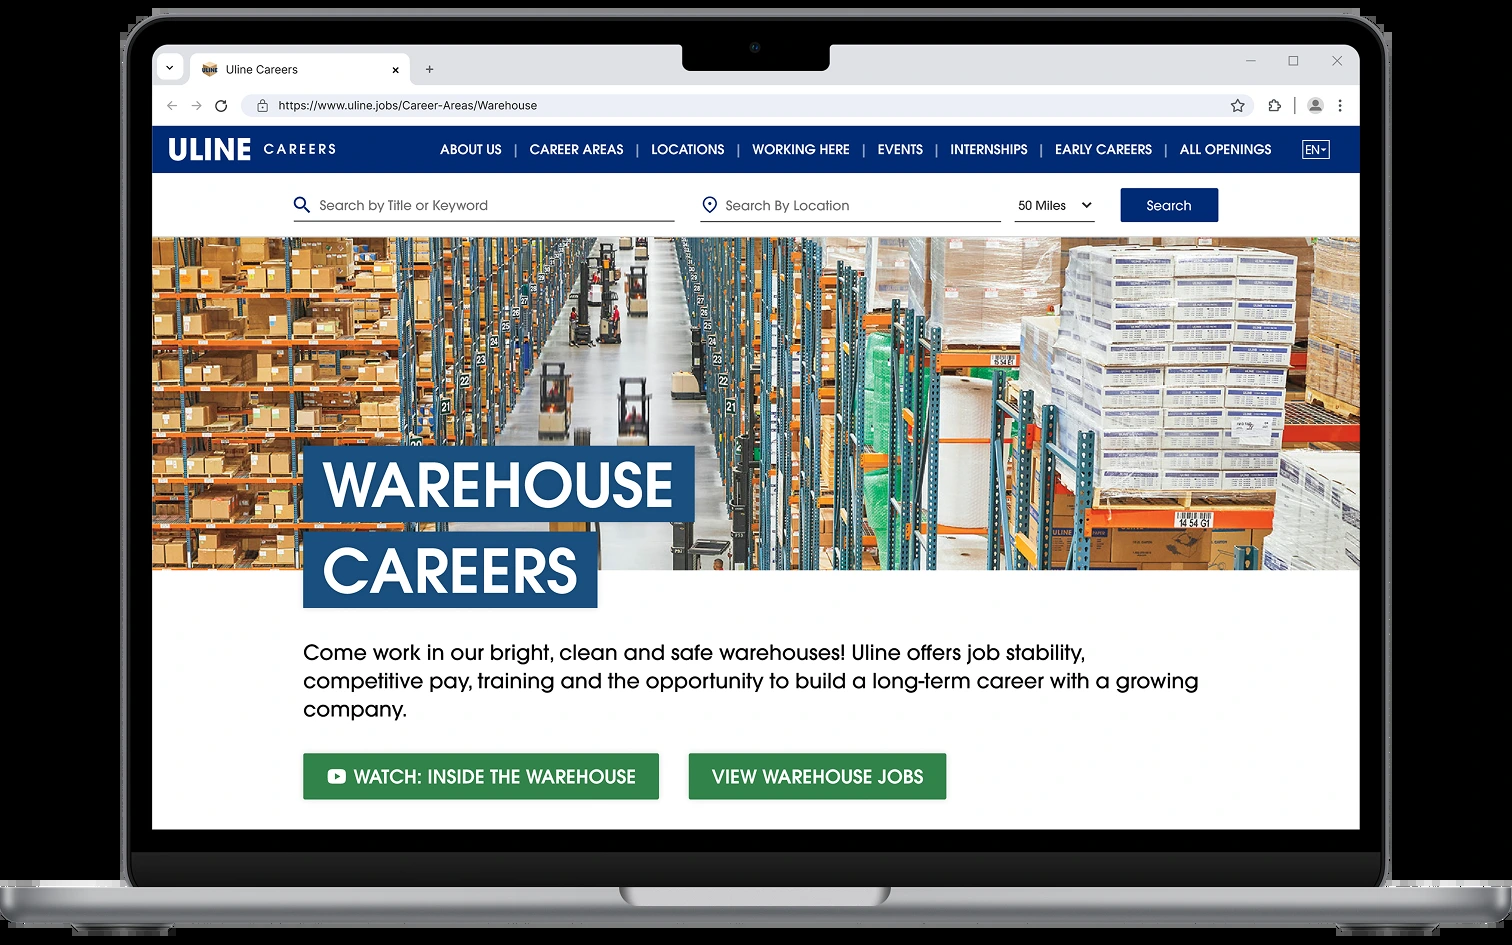 Uline Careers
https://www.uline.jobs/Career-Areas/Warehouse
ULINE CAREERS
ABOUT US | CAREER AREAS | LOCATIONS | WORKING HERE | EVENTS | INTERNSHIPS | EARLY CAREERS | ALL OPENINGS
EN
Search by Title or Keyword
Search By Location
50 Miles
Search
WAREHOUSE
CAREERS
14 54 G1
Come work in our bright, clean and safe warehouses! Uline offers job stability,
competitive pay, training and the opportunity to build a long-term career with a growing
company.
WATCH: INSIDE THE WAREHOUSE
VIEW WAREHOUSE JOBS